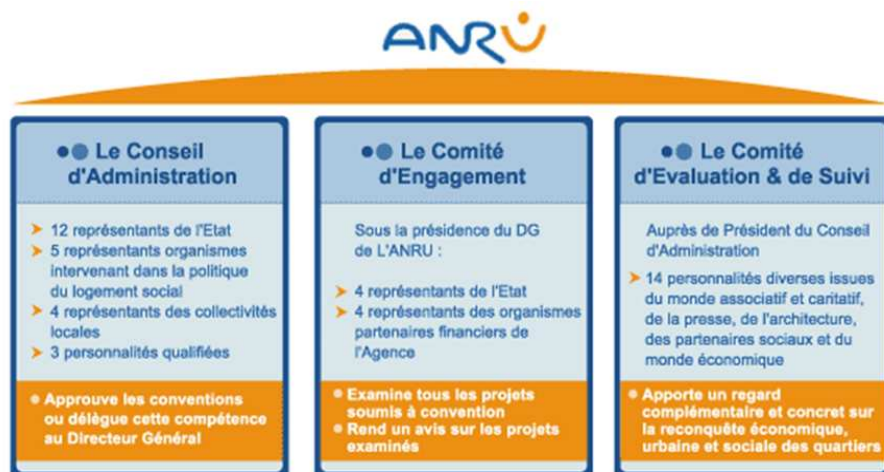 ANRU
Le Conseil
d'Administration
12 représentants de l'Etat
5 représentants organismes
intervenant dans la politique
du logement social
4 représentants des collectivités
locales
3 personnalités qualifiées
Approuve les conventions
ou délègue cette compétence
au Directeur Général
Le Comité
d'Engagement
Sous la présidence du DG
de L'ANRU :
4 représentants de l'Etat
4 représentants des organismes
partenaires financiers de
l'Agence
Examine tous les projets
soumis à convention
Rend un avis sur les projets
examinés
Le Comité
d'Evaluation & de Suivi
Auprès de Président du Conseil
d'Administration
14 personnalités diverses issues
du monde associatif et caritatif,
de la presse, de l'architecture,
des partenaires sociaux et du
monde économique
Apporte un regard
complémentaire et concret sur
la reconquête économique,
urbaine et sociale des quartiers